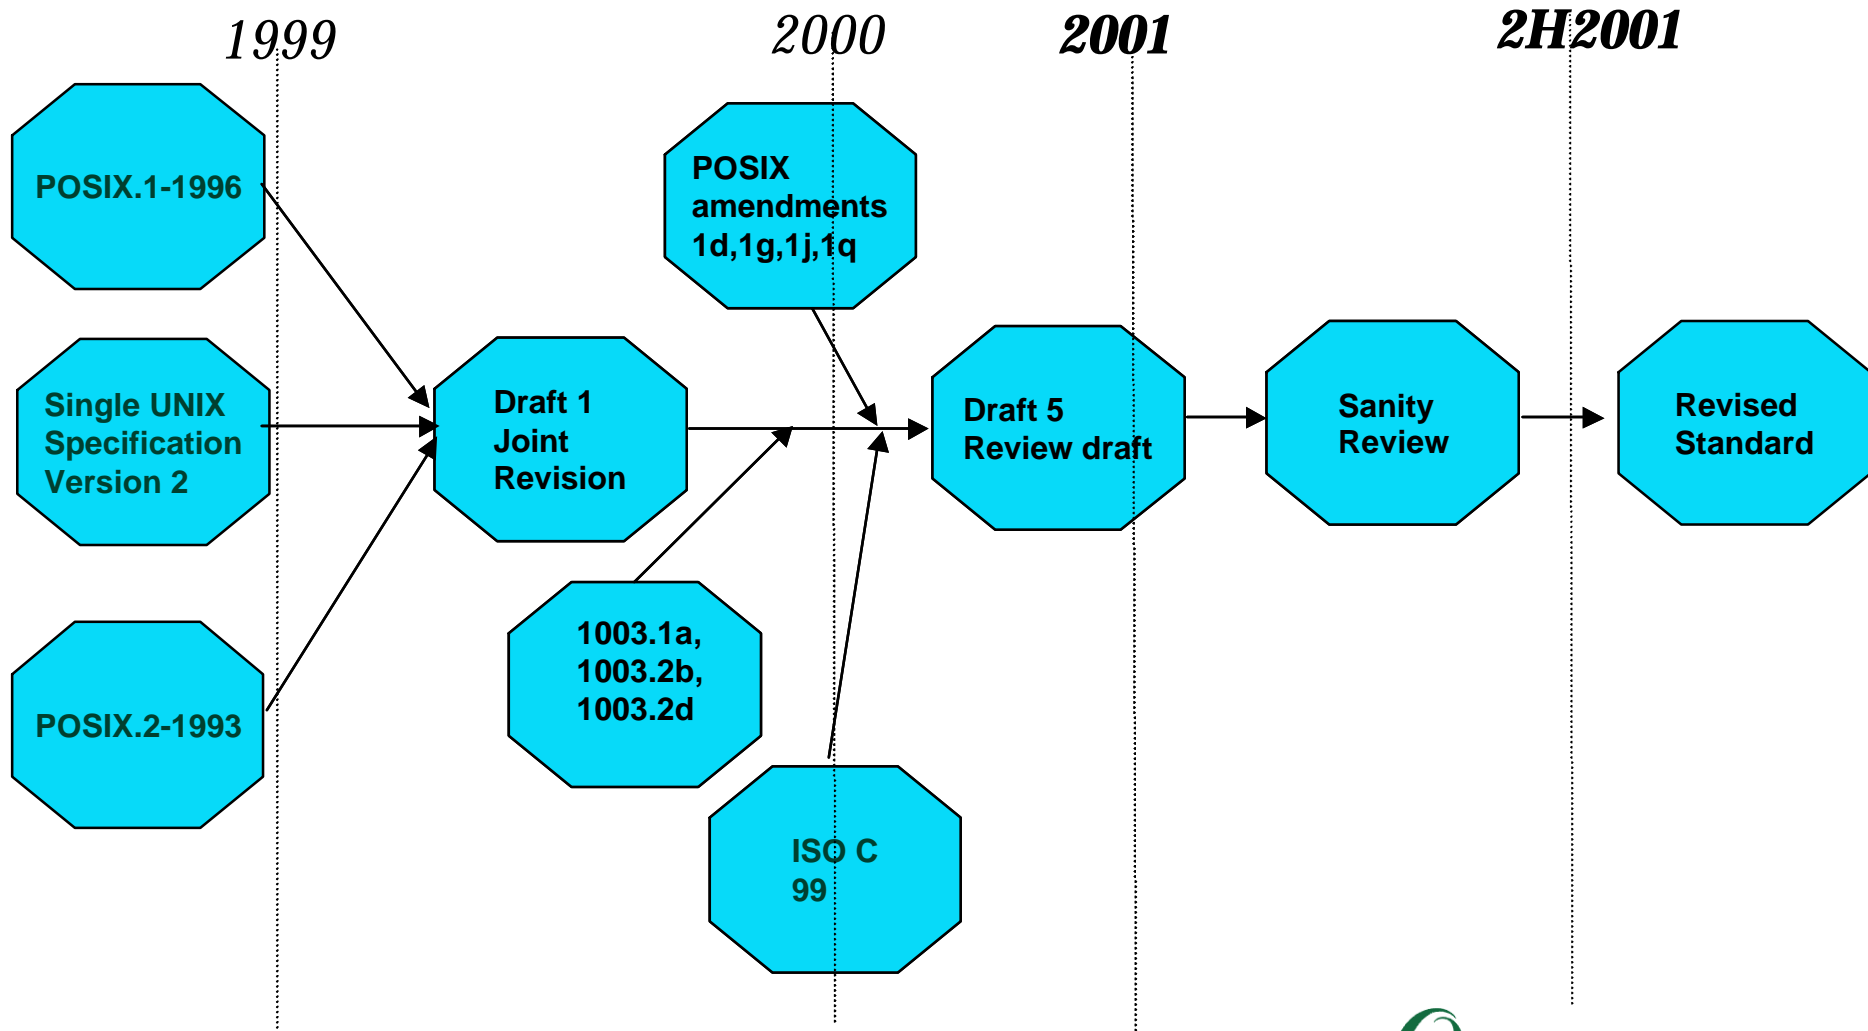 1999
2000
2001
2H2001
POSIX.1-1996
POSIX
amendments
1d,1g,1j,1q
Single UNIX
Specification
Version 2
Draft 1
Joint
Revision
Draft 5
Review draft
Sanity
Review
Revised
Standard
1003.1a,
1003.2b,
1003.2d
POSIX.2-1993
ISO C
99